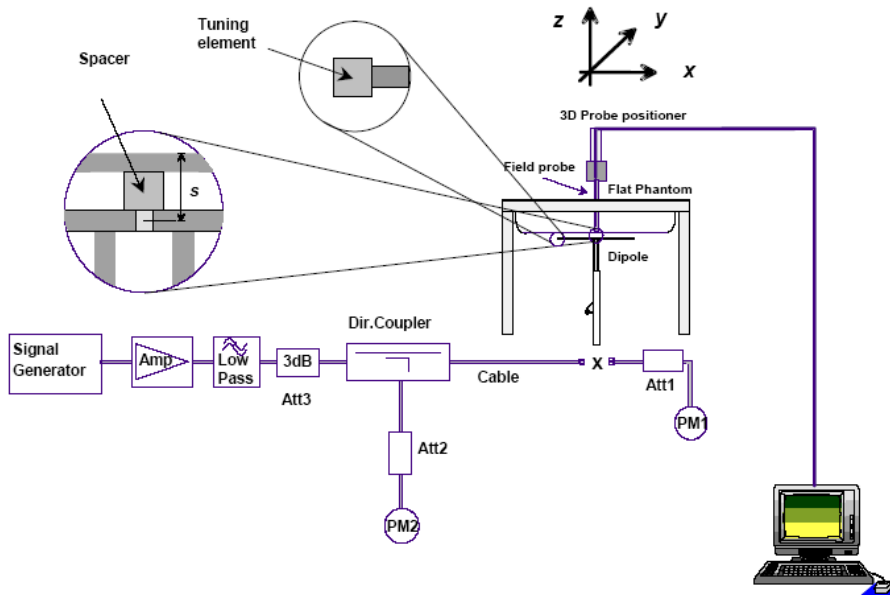 Tuning
element
Spacer
z
y
x
3D Probe positioner
s
Field probe
Flat Phantom
Dipole
Dir.Coupler
Signal
Generator
Amp
Low
Pass
3dB
Att3
Cable
X
Att1
PM1
Att2
PM2